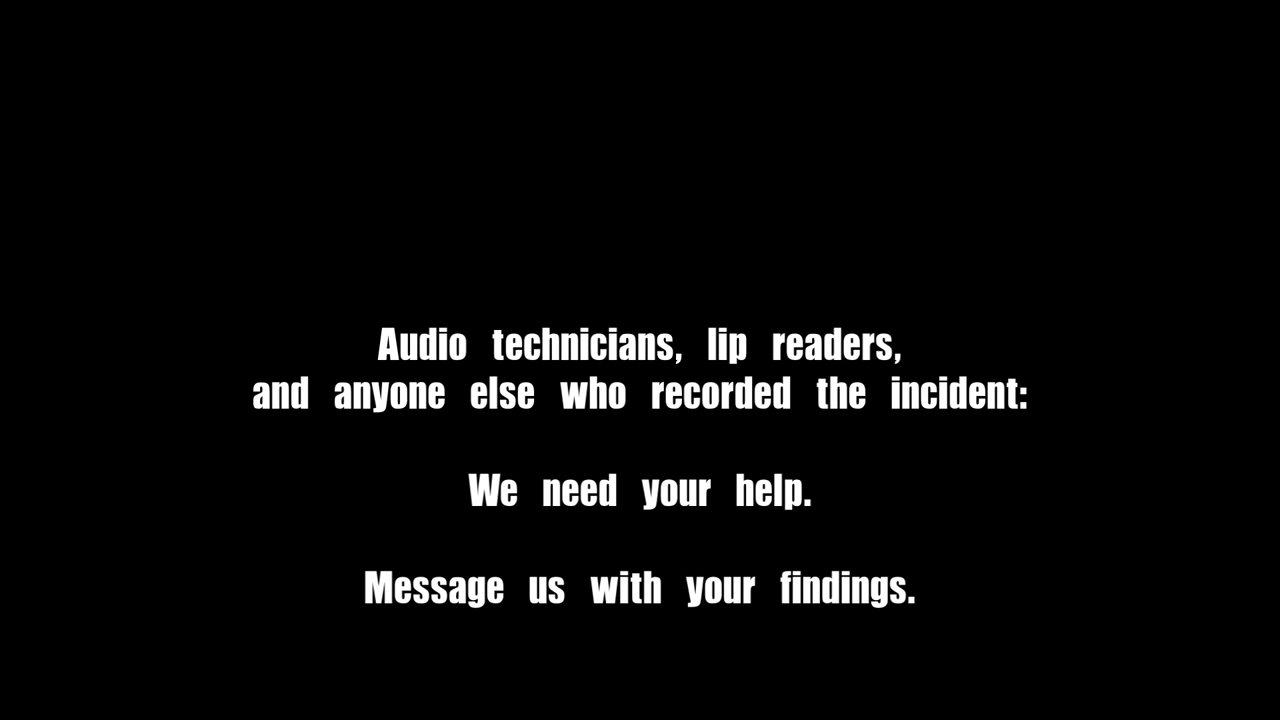 Audio technicians, lip readers,
and anyone else who recorded the incident:
We need your help.
Message us with your findings.